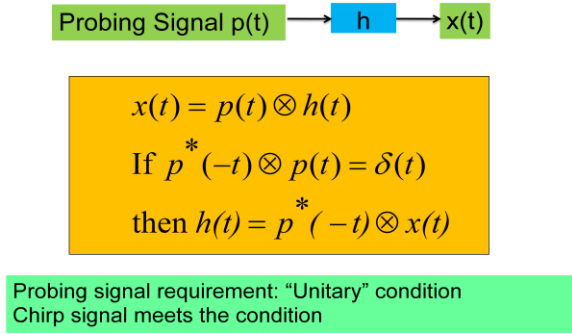 Probing Signal p(t) h x(t)
x(t) = p(t) ⊗ h(t)
If p*(-t) ⊗ p(t) = δ(t)
then h(t) = p*(-t) ⊗ x(t)
Probing signal requirement: “Unitary” condition
Chirp signal meets the condition